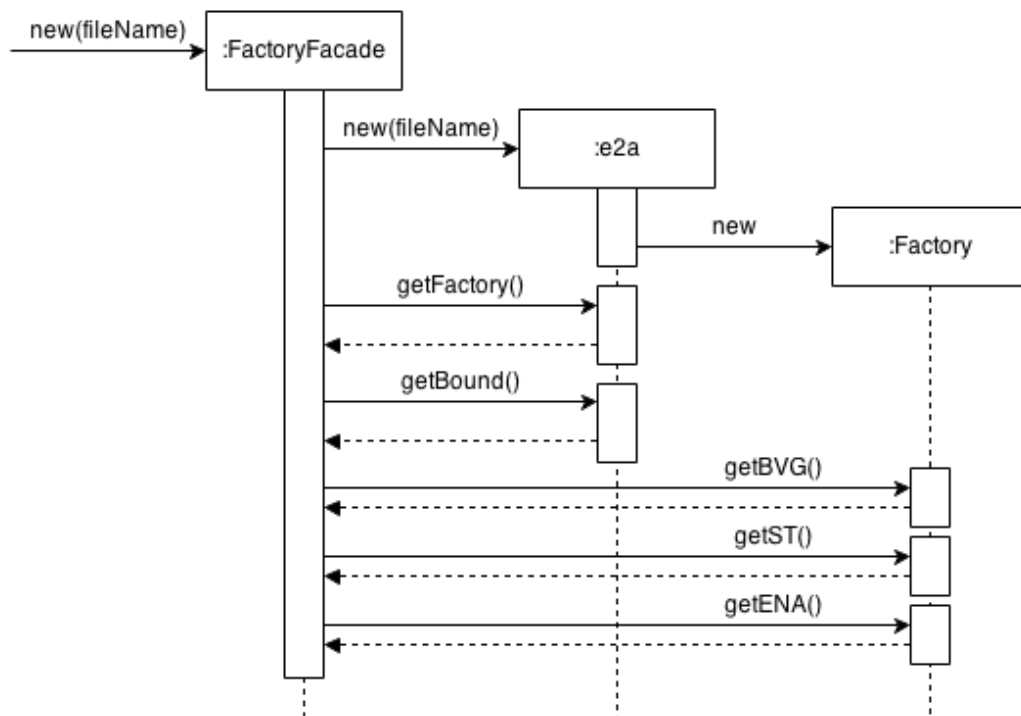 new(fileName)
:FactoryFacade
new(fileName)
:e2a
new
:Factory
getFactory()
getBound()
getBVG()
getST()
getENA()